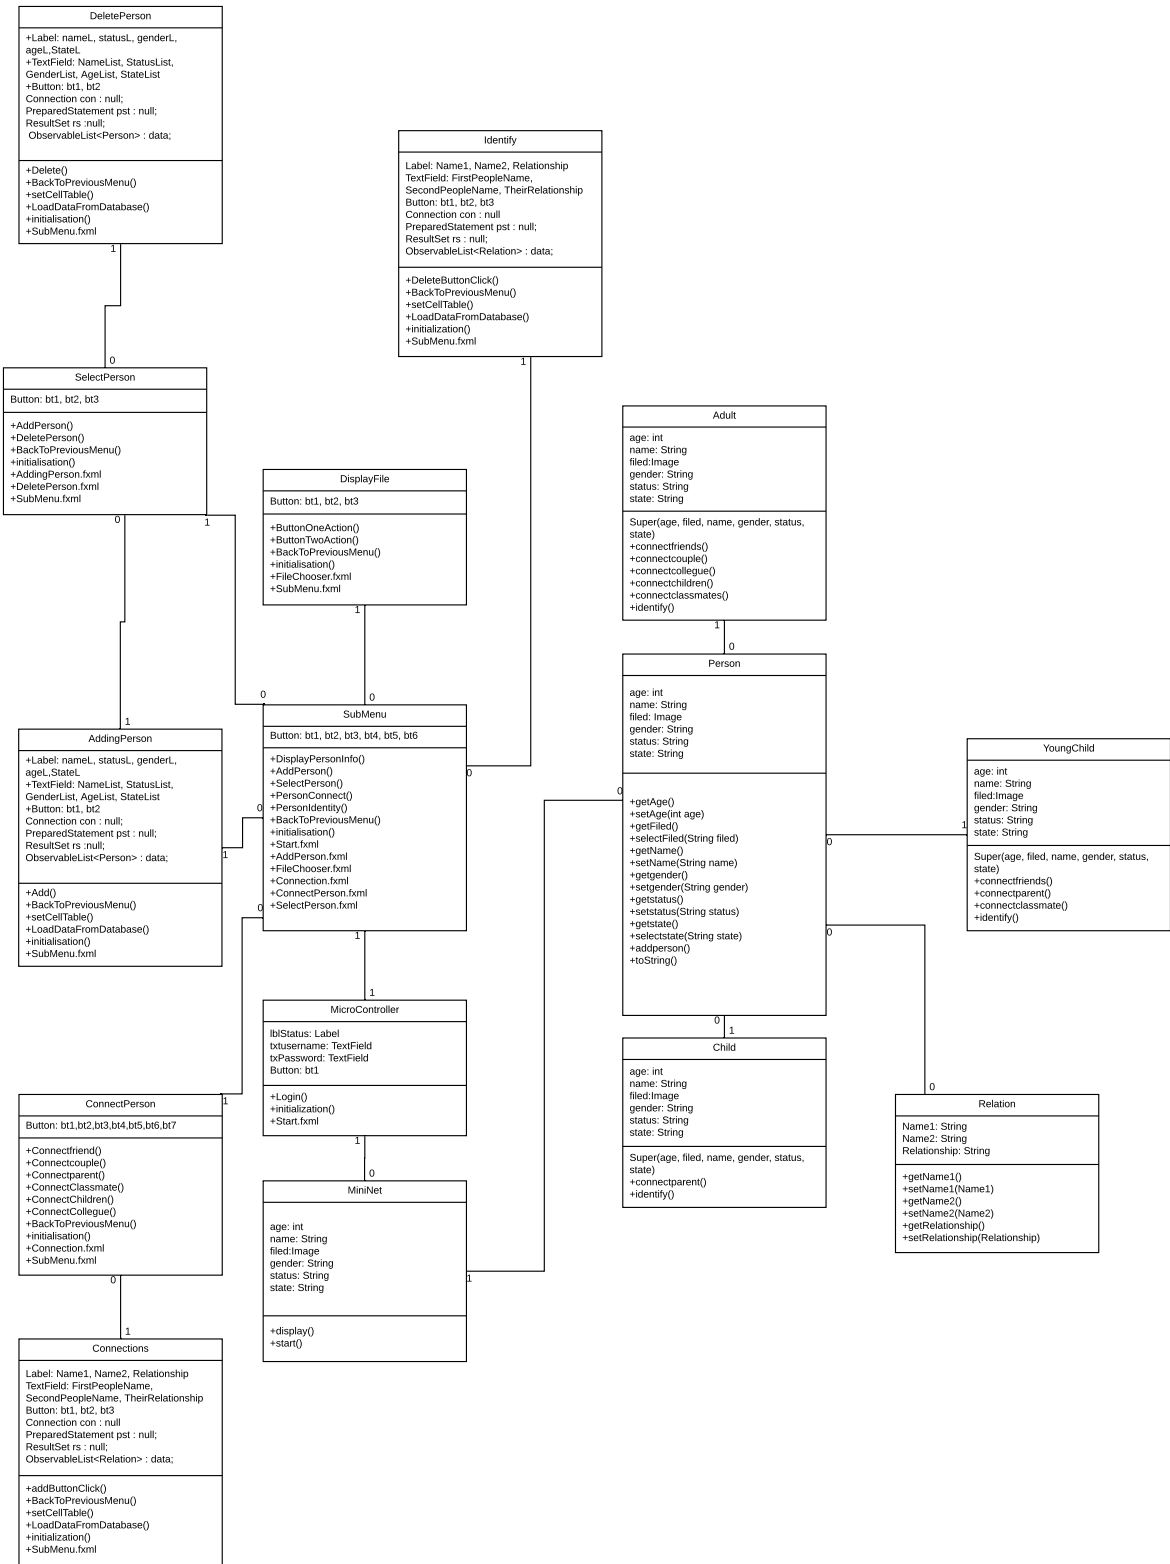 DeletePerson
+Label: nameL, statusL, genderL,
ageL,StateL
+TextField: NameList, StatusList,
GenderList, AgeList, StateList
+Button: bt1, bt2
Connection con : null;
PreparedStatement pst : null;
ResultSet rs :null;
ObservableList<Person> : data;
+Delete()
+BackToPreviousMenu()
+setCellTable()
+LoadDataFromDatabase()
+initialisation()
+SubMenu.fxml
1
0
Identify
Label: Name1, Name2, Relationship
TextField: FirstPeopleName,
SecondPeopleName, TheirRelationship
Button: bt1, bt2, bt3
Connection con : null
PreparedStatement pst : null;
ResultSet rs : null;
ObservableList<Relation> : data;
+DeleteButtonClick()
+BackToPreviousMenu()
+setCellTable()
+LoadDataFromDatabase()
+initialization()
+SubMenu.fxml
1
SelectPerson
Button: bt1, bt2, bt3
+AddPerson()
+DeletePerson()
+BackToPreviousMenu()
+initialisation()
+AddingPerson.fxml
+DeletePerson.fxml
+SubMenu.fxml
0
1
DisplayFile
Button: bt1, bt2, bt3
+ButtonOneAction()
+ButtonTwoAction()
+BackToPreviousMenu()
+initialisation()
+FileChooser.fxml
+SubMenu.fxml
1
0
0
Adult
age: int
name: String
filed:Image
gender: String
status: String
state: String
Super(age, filed, name, gender, status,
state)
+connectfriends()
+connectcouple()
+connectcollegue()
+connectchildren()
+connectclassmates()
+identify()
1
0
Person
age: int
name: String
filed: Image
gender: String
status: String
state: String
+getAge()
+setAge(int age)
+getFiled()
+selectFiled(String filed)
+getName()
+setName(String name)
+getgender()
+setgender(String gender)
+getstatus()
+setstatus(String status)
+getstate()
+selectstate(String state)
+addperson()
+toString()
0
0
0
0
1
YoungChild
age: int
name: String
filed:Image
gender: String
status: String
state: String
Super(age, filed, name, gender, status,
state)
+connectfriends()
+connectparent()
+connectclassmate()
+identify()
1
1
AddingPerson
+Label: nameL, statusL, genderL,
ageL,StateL
+TextField: NameList, StatusList,
GenderList, AgeList, StateList
+Button: bt1, bt2
Connection con : null;
PreparedStatement pst : null;
ResultSet rs :null;
ObservableList<Person> : data;
+Add()
+BackToPreviousMenu()
+setCellTable()
+LoadDataFromDatabase()
+initialisation()
+SubMenu.fxml
1
SubMenu
Button: bt1, bt2, bt3, bt4, bt5, bt6
+DisplayPersonInfo()
+AddPerson()
+SelectPerson()
+PersonConnect()
+PersonIdentity()
+BackToPreviousMenu()
+initialisation()
+Start.fxml
+AddPerson.fxml
+FileChooser.fxml
+Connection.fxml
+ConnectPerson.fxml
+SelectPerson.fxml
0
0
0
1
1
MicroController
lblStatus: Label
txtusername: TextField
txPassword: TextField
Button: bt1
+Login()
+initialization()
+Start.fxml
1
0
MiniNet
age: int
name: String
filed:Image
gender: String
status: String
state: String
+display()
+start()
1
Child
age: int
name: String
filed:Image
gender: String
status: String
state: String
Super(age, filed, name, gender, status,
state)
+connectparent()
+identify()
0
Relation
Name1: String
Name2: String
Relationship: String
+getName1()
+setName1(Name1)
+getName2()
+setName2(Name2)
+getRelationship()
+setRelationship(Relationship)
1
ConnectPerson
Button: bt1,bt2,bt3,bt4,bt5,bt6,bt7
+Connectfriend()
+Connectcouple()
+Connectparent()
+ConnectClassmate()
+ConnectChildren()
+ConnectCollegue()
+BackToPreviousMenu()
+initialisation()
+Connection.fxml
+SubMenu.fxml
0
1
Connections
Label: Name1, Name2, Relationship
TextField: FirstPeopleName,
SecondPeopleName, TheirRelationship
Button: bt1, bt2, bt3
Connection con : null
PreparedStatement pst : null;
ResultSet rs : null;
ObservableList<Relation> : data;
+addButtonClick()
+BackToPreviousMenu()
+setCellTable()
+LoadDataFromDatabase()
+initialization()
+SubMenu.fxml